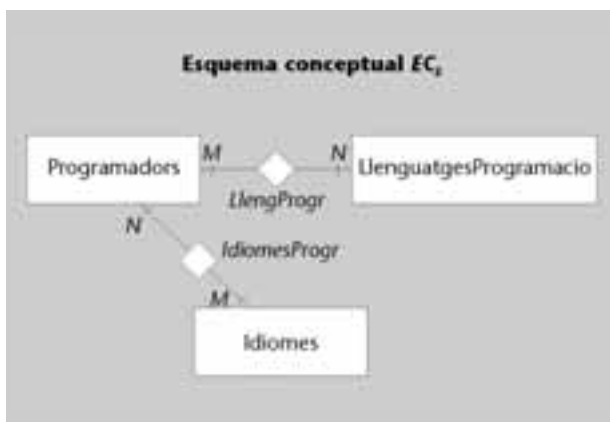 Esquema conceptual EC
Programadors
M
N
LlenguatgesProgramacio
LlengProgr
N
IdiomesProgr
M
Idiomes